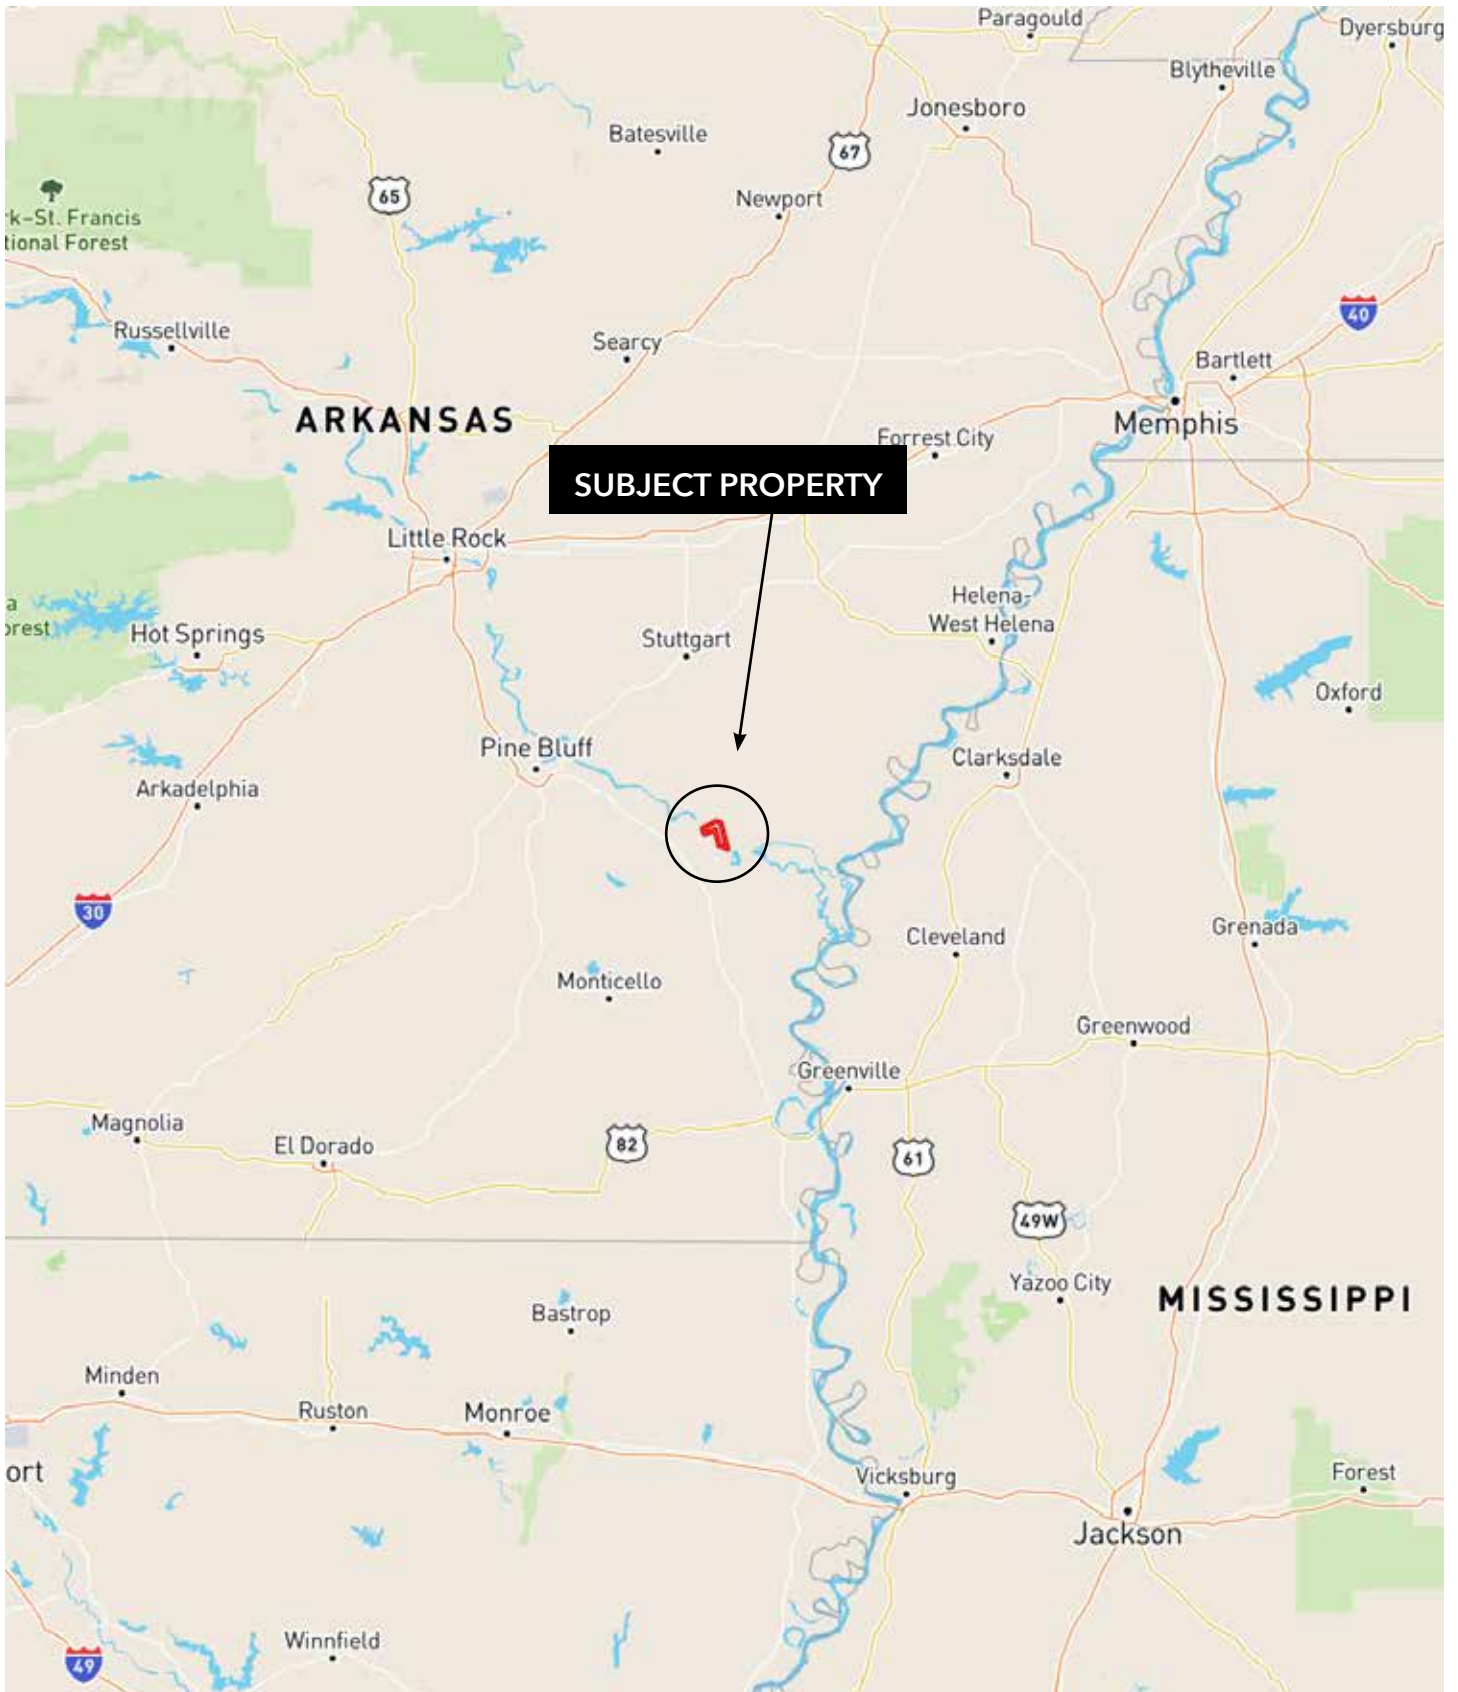 Paragould
Dyersburg
Blytheville
Jonesboro
Batesville
67
65
Newport
rk–St. Francis
tional Forest
40
Russellville
Searcy
Bartlett
ARKANSAS
Memphis
Forrest City
SUBJECT PROPERTY
Little Rock
a
orest
Hot Springs
Helena-
West Helena
Stuttgart
Oxford
Pine Bluff
Clarksdale
Arkadelphia
30
Cleveland
Grenada
Monticello
Greenwood
Greenville
Magnolia
El Dorado
82
61
49W
Yazoo City
MISSISSIPPI
Bastrop
Minden
Ruston
Monroe
ort
Vicksburg
Forest
Jackson
Winnfield
49